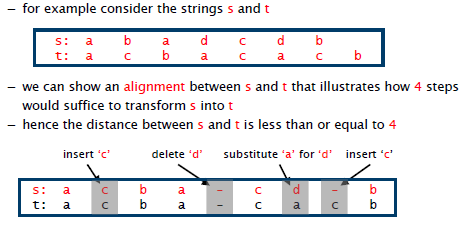 – for example consider the strings s and t
s: a b a d c d b
t: a c b a c a c b
– we can show an alignment between s and t that illustrates how 4 steps
would suffice to transform s into t
– hence the distance between s and t is less than or equal to 4
insert ‘c’ delete ‘d’ substitute ‘a’ for ‘d’ insert ‘c’
s: a c b a – c d – b
t: a c b a – c a c b